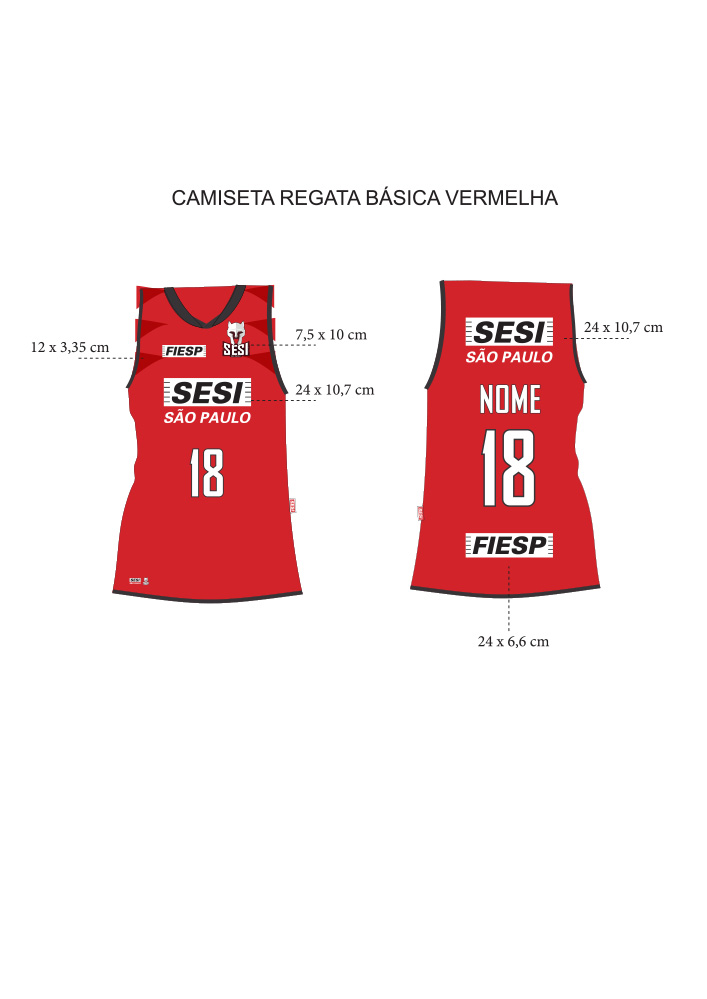 CAMISETA REGATA BÁSICA VERMELHA
12 x 3,35 cm
FIESP
SESI
7,5 x 10 cm
SESI
SÃO PAULO
24 x 10,7 cm
18
SESI
SÃO PAULO
24 x 10,7 cm
NOME
18
FIESP
24 x 6,6 cm